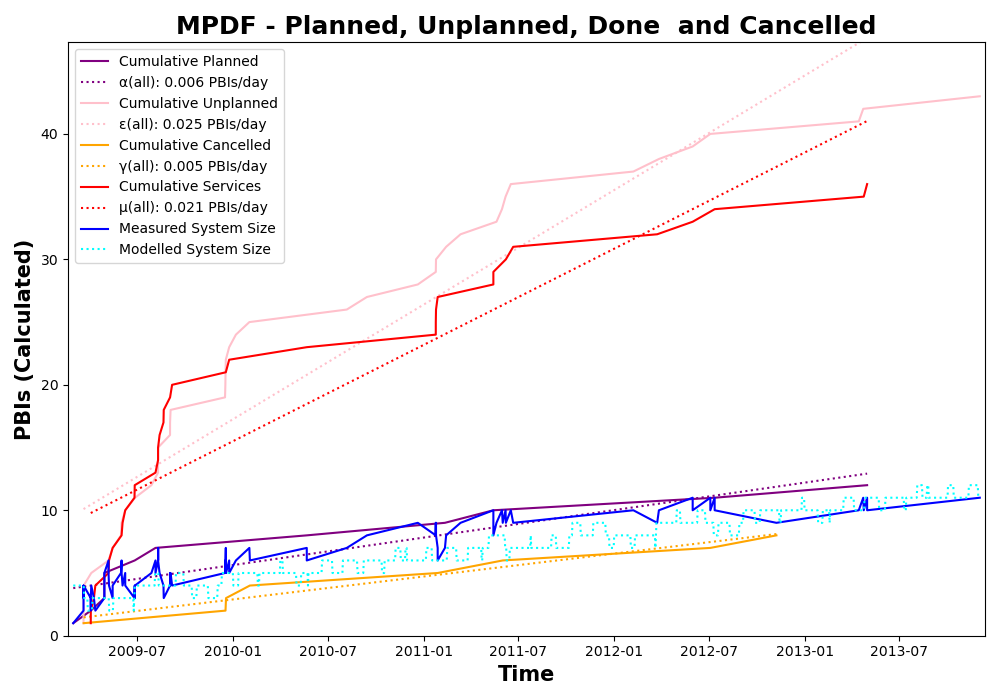 MPDF - Planned, Unplanned, Done  and Cancelled
Cumulative Planned
α(all): 0.006 PBIs/day
Cumulative Unplanned
ε(all): 0.025 PBIs/day
Cumulative Cancelled
γ(all): 0.005 PBIs/day
Cumulative Services
μ(all): 0.021 PBIs/day
Measured System Size
Modelled System Size
PBIs (Calculated)
40
30
20
10
0
2009-07 2010-01 2010-07 2011-01 2011-07 2012-01 2012-07 2013-01 2013-07
Time